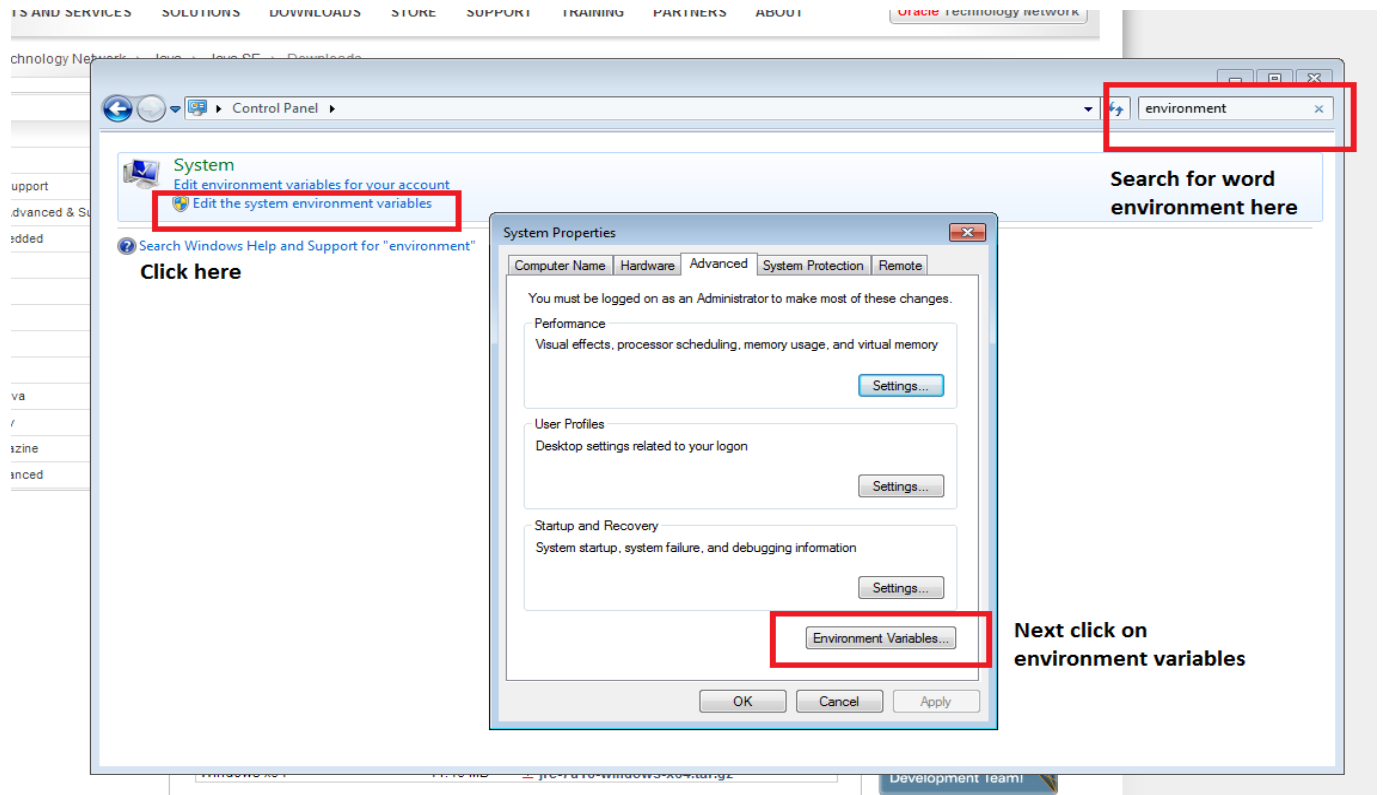 TS AND SERVICES SOLUTIONS DOWNLOADS STORE SUPPORT TRAINING PARTNERS ABOUT Oracle Technology Network
Java Java SE Downloads
Control Panel
environment
System
Edit environment variables for your account
Edit the system environment variables
Search Windows Help and Support for "environment"
Click here
Search for word
environment here
upport
dvanced & Su
edded
va
y
azine
anced
System Properties
Computer Name Hardware Advanced System Protection Remote
You must be logged on as an Administrator to make most of these changes.
Performance
Visual effects, processor scheduling, memory usage, and virtual memory
Settings...
User Profiles
Desktop settings related to your logon
Settings...
Startup and Recovery
System startup, system failure, and debugging information
Settings...
Environment Variables...
Next click on
environment variables
OK Cancel Apply
Development Team!